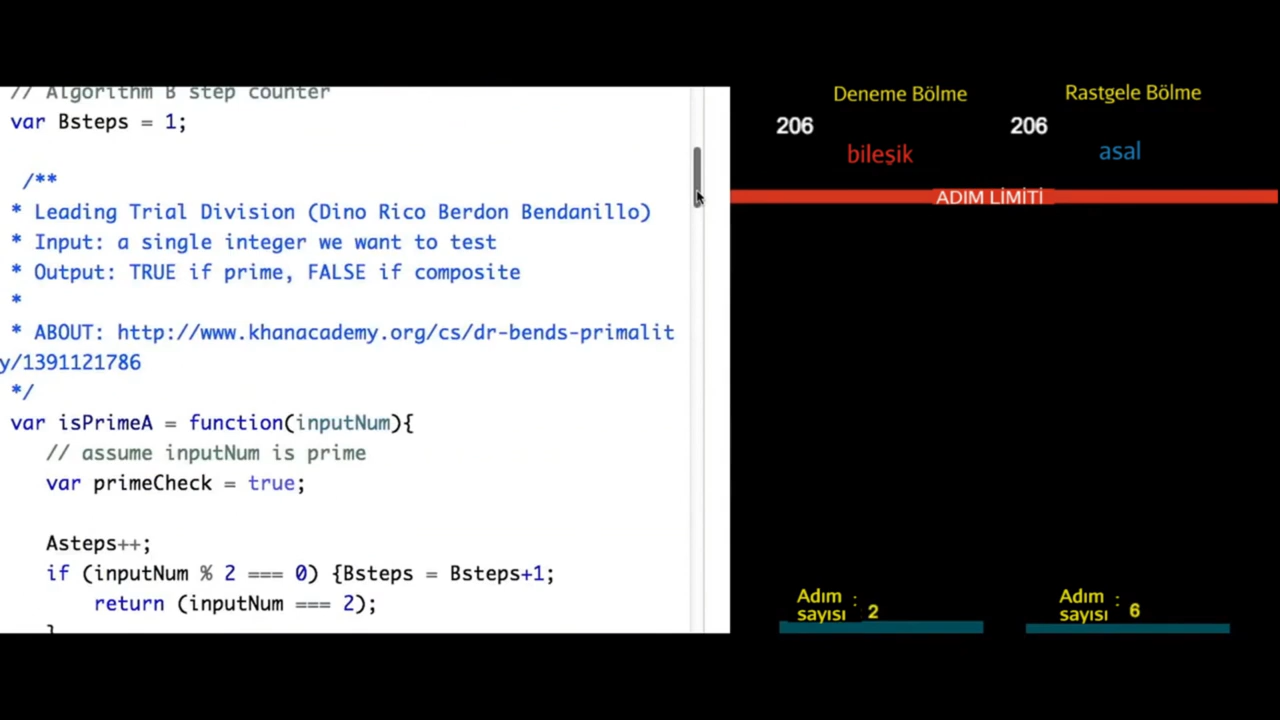 // Algorithm B step counter
var Bsteps = 1;
/**
* Leading Trial Division (Dino Rico Berdon Bendanillo)
* Input: a single integer we want to test
* Output: TRUE if prime, FALSE if composite
*
* ABOUT: http://www.khanacademy.org/cs/dr-bends-primalit
y/1391121786
*/
var isPrimeA = function(inputNum){
// assume inputNum is prime
var primeCheck = true;
Asteps++;
if (inputNum % 2 === 0) {Bsteps = Bsteps+1;
return (inputNum === 2);
}
Deneme Bölme
206
bileşik
Rastgele Bölme
206
asal
ADIM LİMİTİ
Adım
sayısı : 2
Adım
sayısı : 6